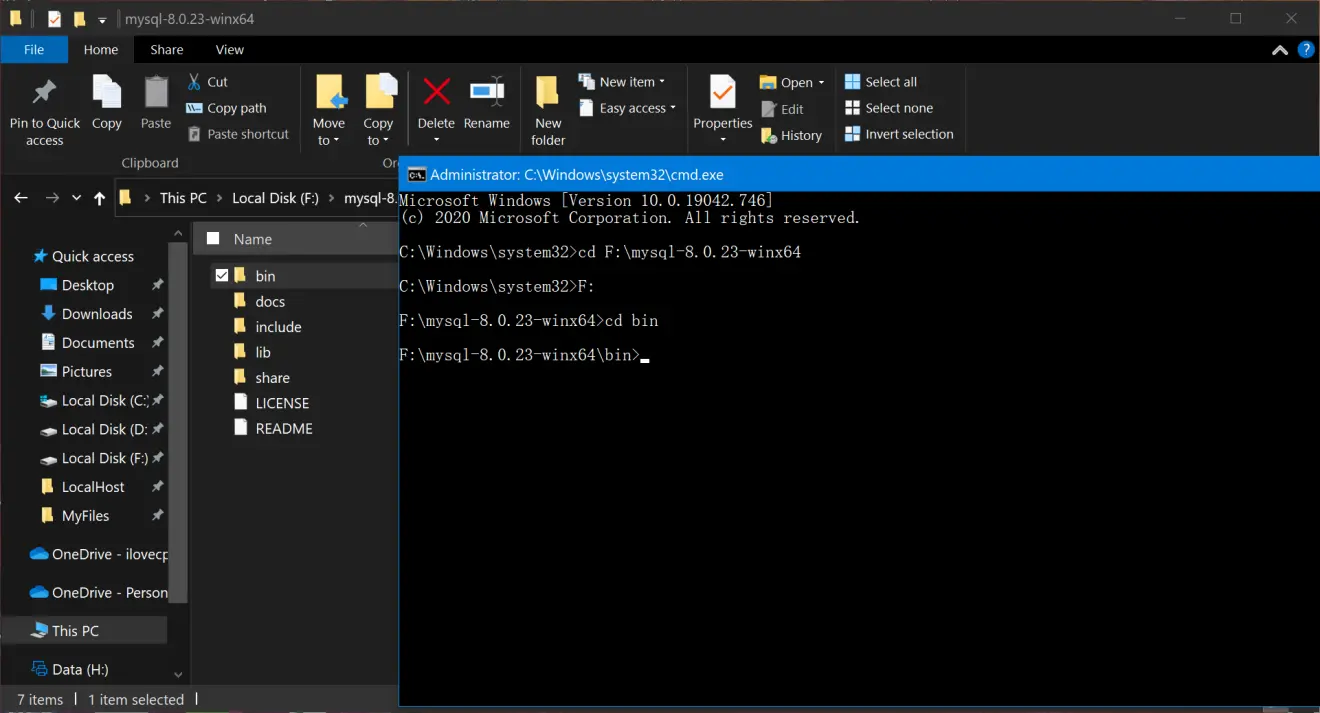 mysql-8.0.23-winx64
File Home Share View
Pin to Quick access
Copy
Paste
Cut
Copy path
Paste shortcut
Clipboard
Move to
Copy to
Delete
Rename
New folder
New item
Easy access
Properties
Open
Edit
History
Select all
Select none
Invert selection
This PC Local Disk (F:) mysql-8.
Name
bin
docs
include
lib
share
LICENSE
README
Quick access
Desktop
Downloads
Documents
Pictures
Local Disk (C:)
Local Disk (D:
Local Disk (F:)
LocalHost
MyFiles
OneDrive - ilovecp
OneDrive - Person
This PC
Data (H:)
7 items 1 item selected
Administrator: C:\Windows\system32\cmd.exe
Microsoft Windows [Version 10.0.19042.746]
(c) 2020 Microsoft Corporation. All rights reserved.
C:\Windows\system32>cd F:\mysql-8.0.23-winx64
C:\Windows\system32>F:
F:\mysql-8.0.23-winx64>cd bin
F:\mysql-8.0.23-winx64\bin>